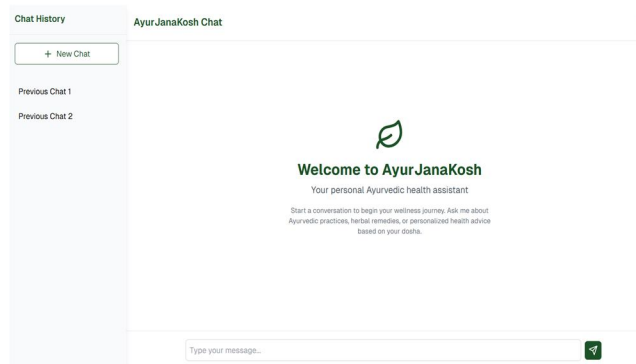 Chat History
+ New Chat
Previous Chat 1
Previous Chat 2
AyurJanaKosh Chat
Welcome to AyurJanaKosh
Your personal Ayurvedic health assistant
Start a conversation to begin your wellness journey. Ask me about
Ayurvedic practices, herbal remedies, or personalized health advice
based on your dosha.
Type your message...